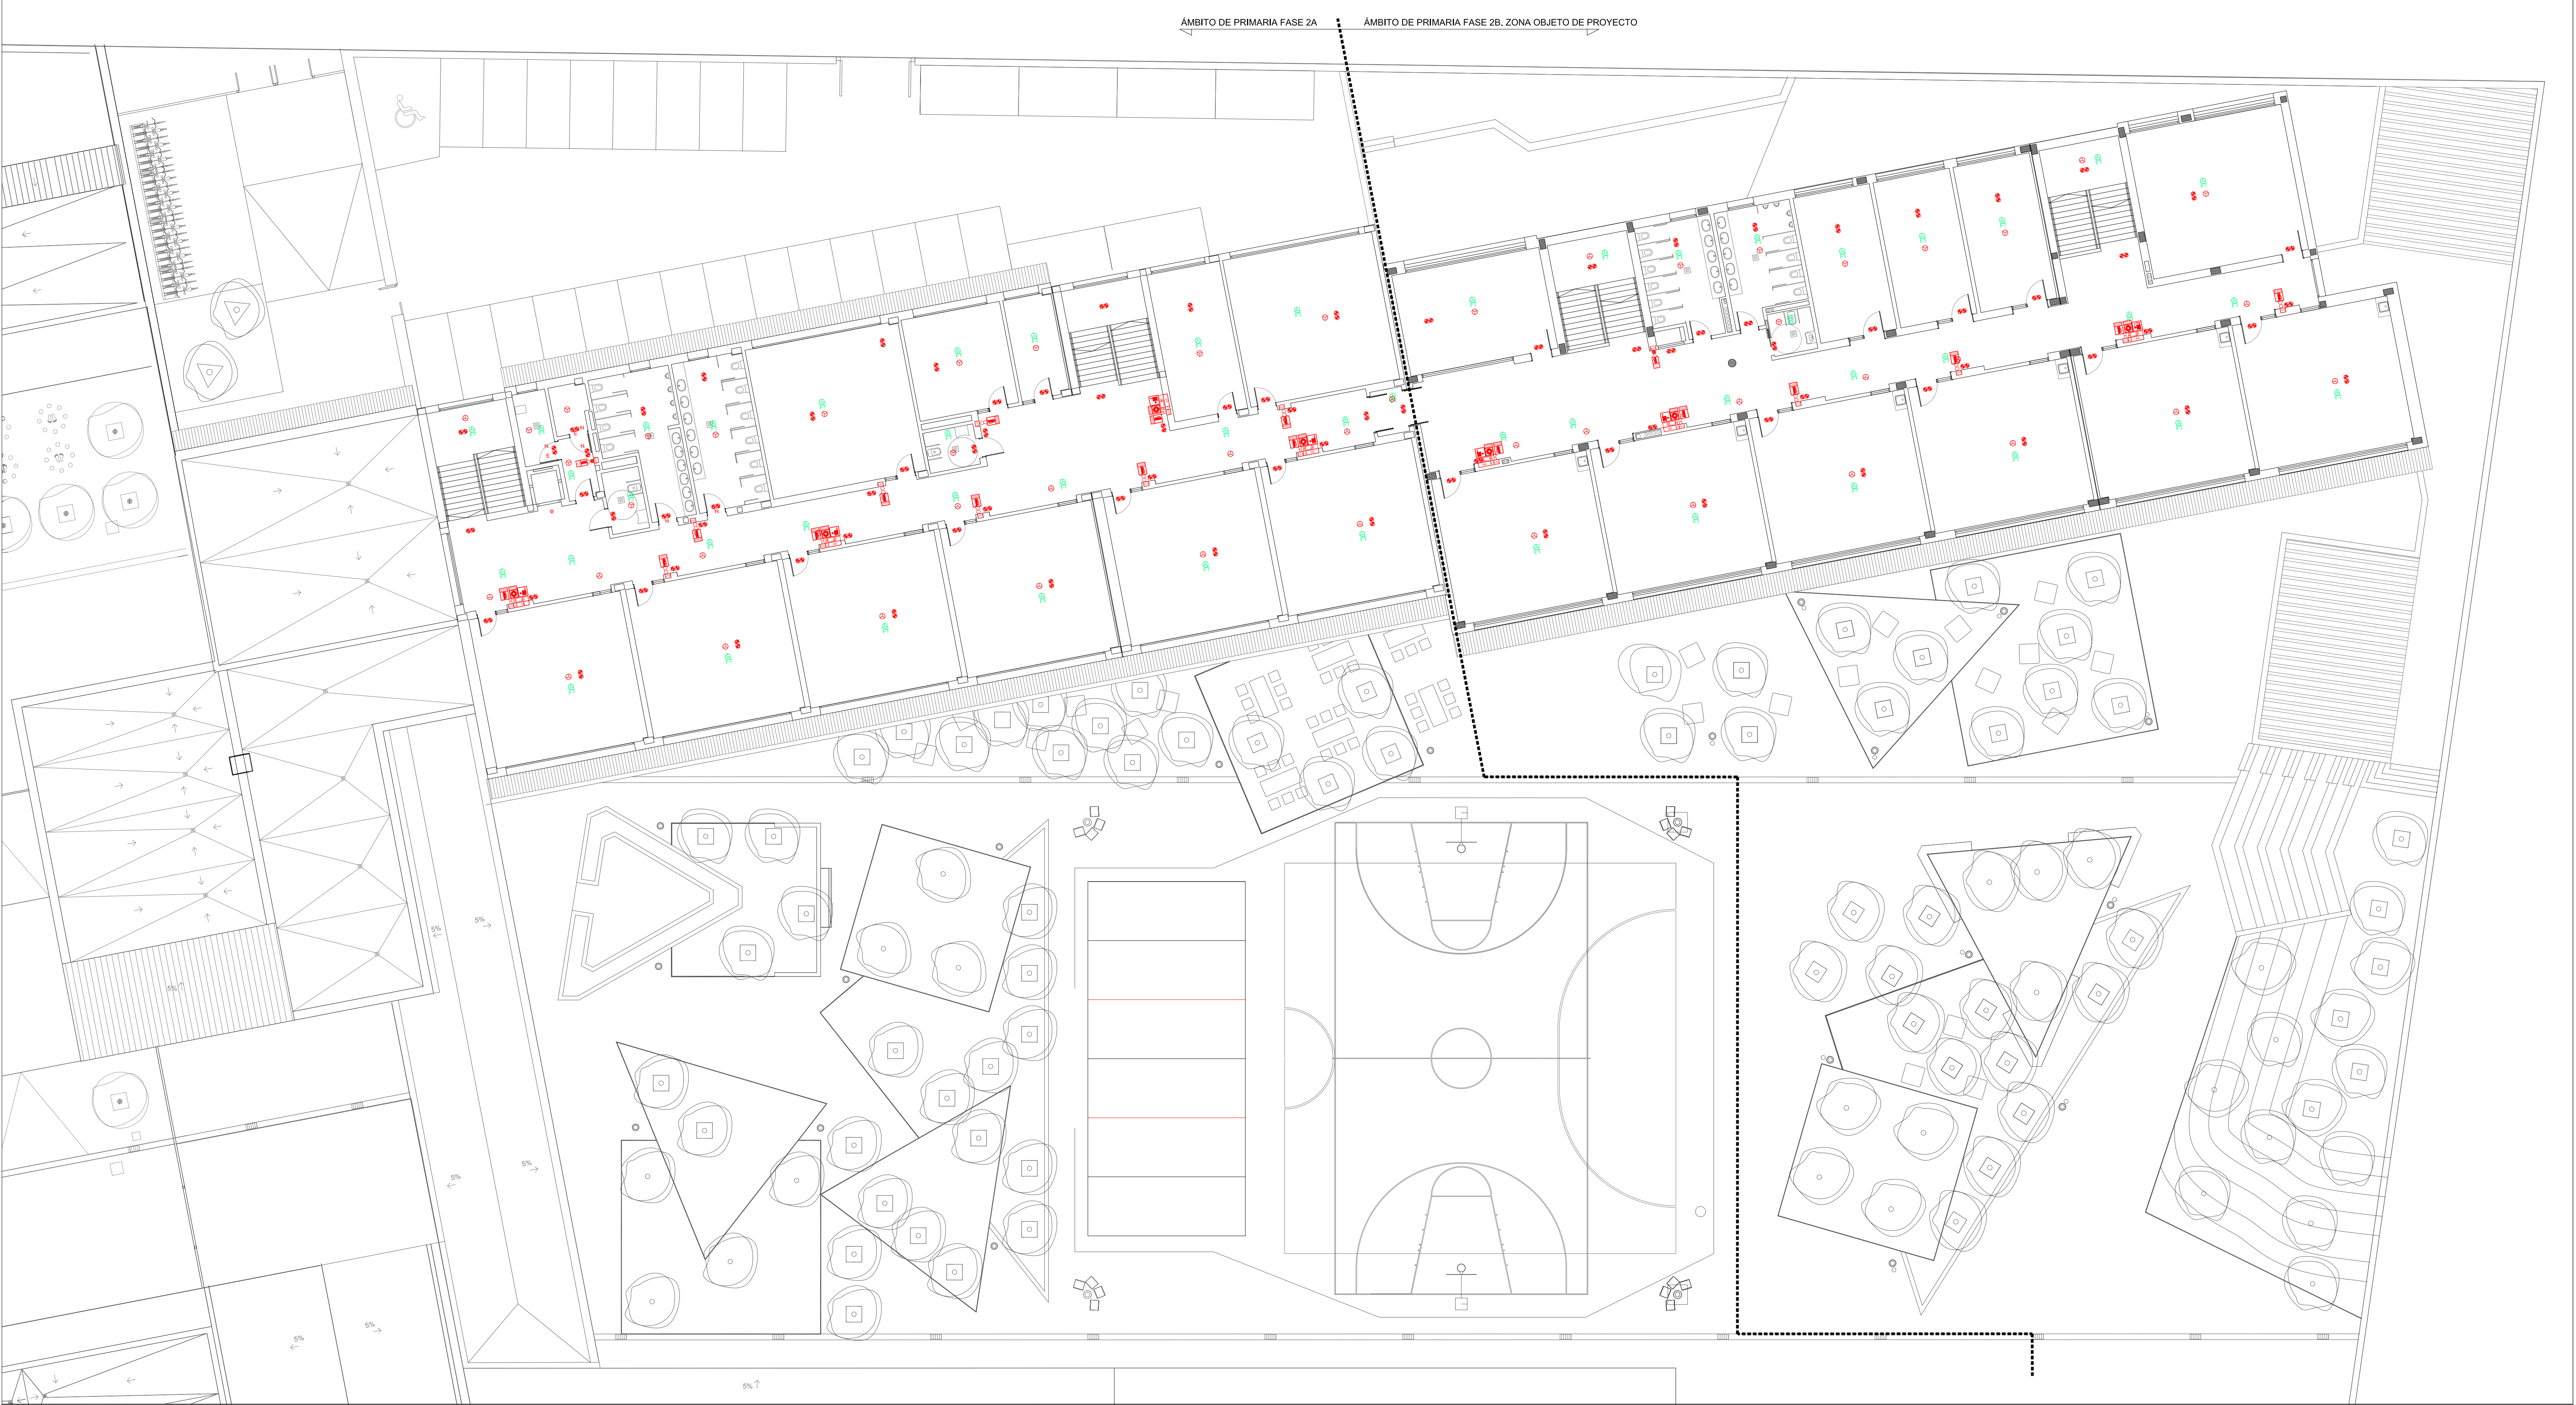 ÁMBITO DE PRIMARIA FASE 2A
ÁMBITO DE PRIMARIA FASE 2B. ZONA OBJETO DE PROYECTO
N
E
N
N
E
N
N
5%
5%
5%
5%
5%
5%
5%
5%